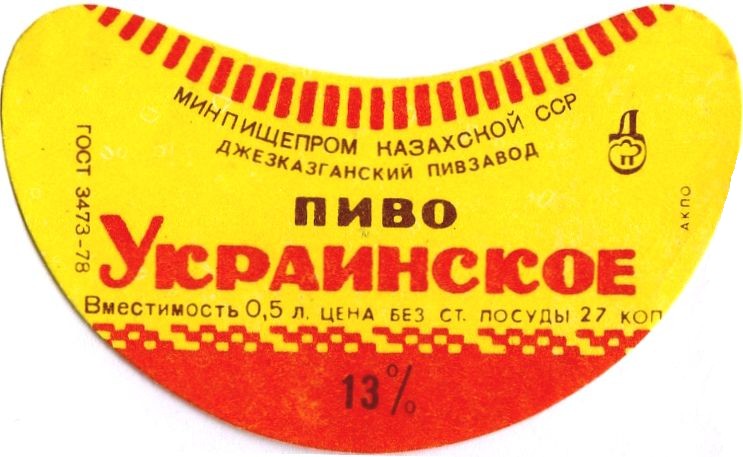 МИНПИЩЕПРОМ КАЗАХСКОЙ ССР
ДЖЕЗКАЗГАНСКИЙ ПИВЗАВОД
ГОСТ 3473-78
ПИВО
УКРАИНСКОЕ
Вместимость 0,5 л. ЦЕНА БЕЗ СТ. ПОСУДЫ 27 КОП
АКПО
Д
П
13%